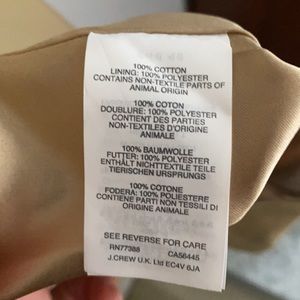 100% COTTON
LINING: 100% POLYESTER
CONTAINS NON-TEXTILE PARTS OF
ANIMAL ORIGIN
100% COTON
DOUBLURE: 100% POLYESTER
CONTIENT DES PARTIES
NON-TEXTILES D'ORIGINE
ANIMALE
100% BAUMWOLLE
FUTTER: 100% POLYESTER
ENTHÄLT NICHTTEXTILE TEILE
TIERISCHEN URSPRUNGS
100% COTONE
FODERA: 100% POLIESTERE
CONTIENE PARTI NON TESSILI DI
ORIGINE ANIMALE
SEE REVERSE FOR CARE
RN77388 CA56445
J.CREW U.K. Ltd EC4V 6JA